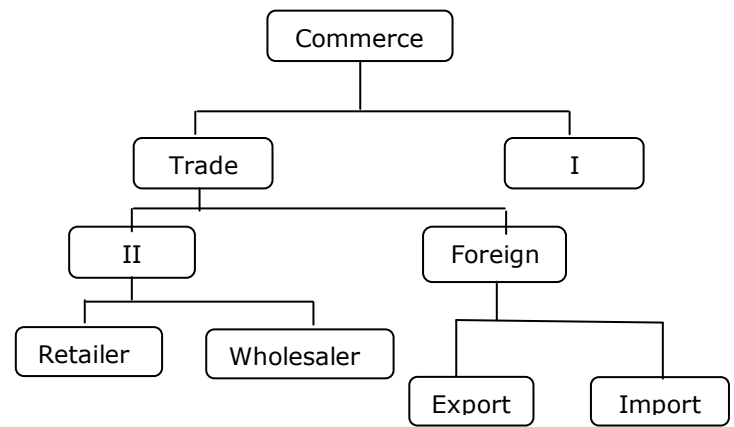 Commerce
Trade
I
II
Foreign
Retailer
Wholesaler
Export
Import